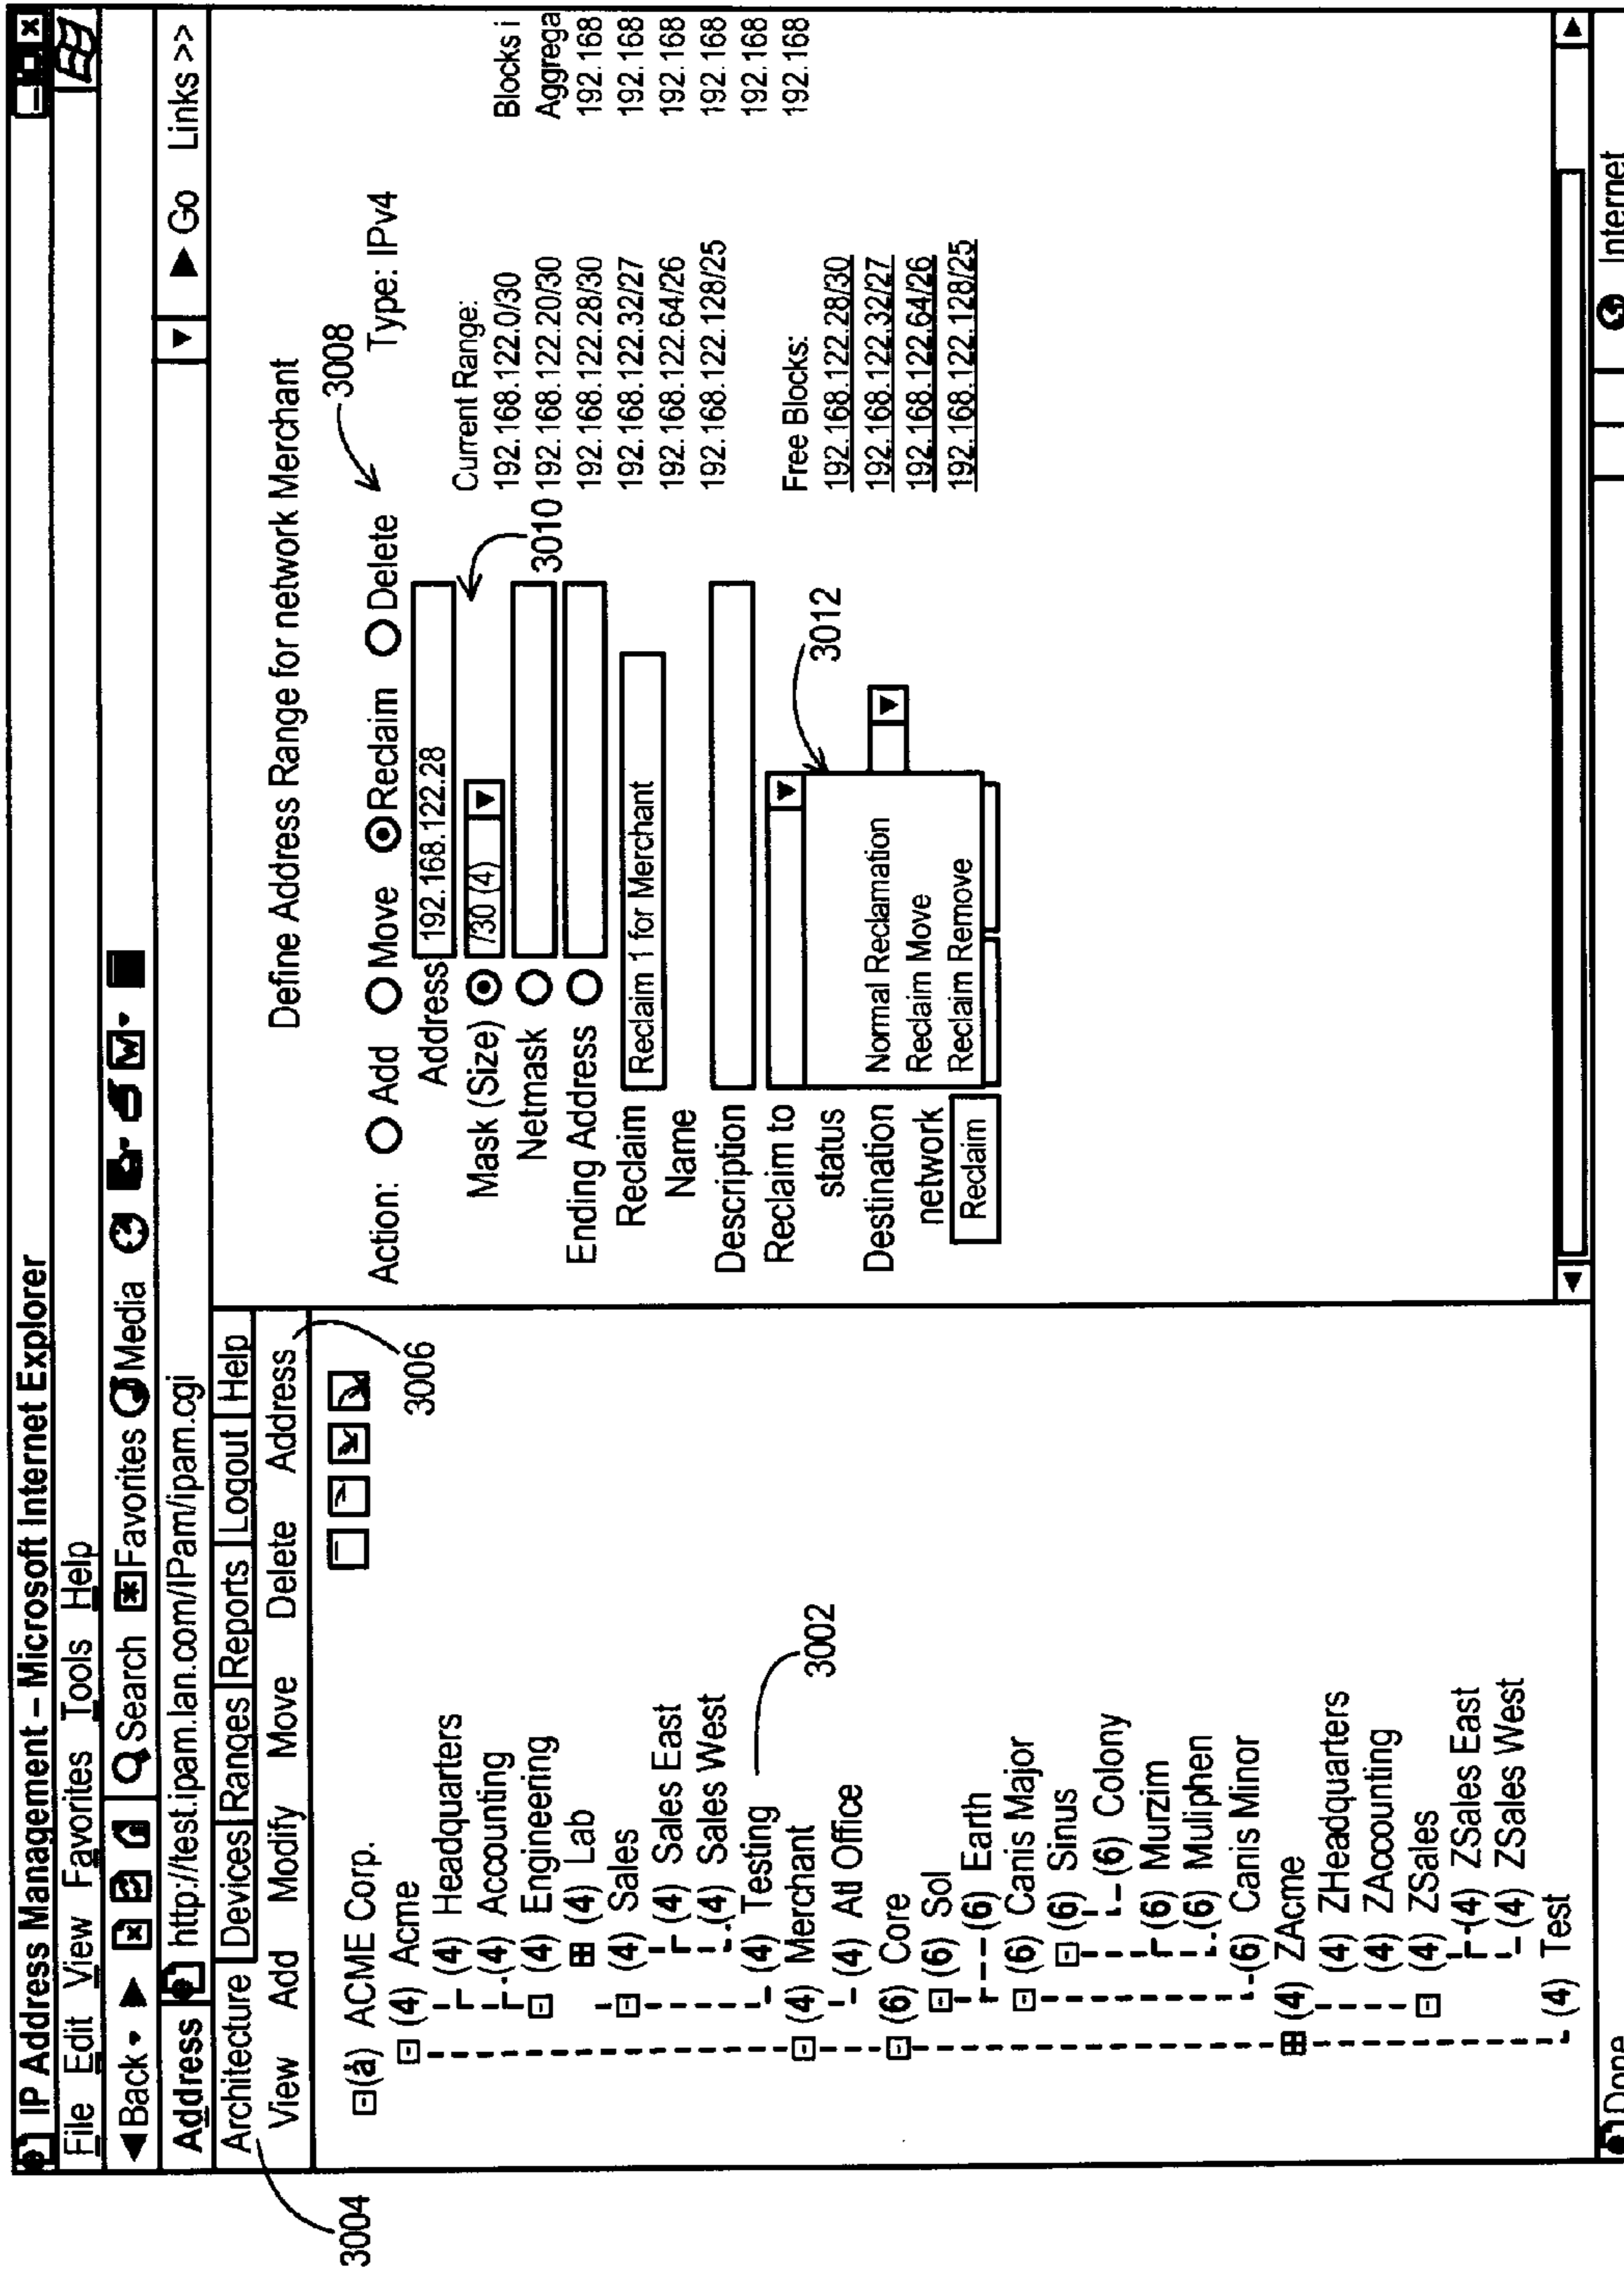 IP Address Management – Microsoft Internet Explorer
File Edit View Favorites Tools Help
Back Search Favorites Media W
Address http://test.ipam.lan.com/IPam/ipam.cgi Go Links >>
Architecture Devices Ranges Reports Logout Help
View Add Modify Move Delete Address
3004
3006
(å) ACME Corp.
(4) Acme
(4) Headquarters
(4) Accounting
(4) Engineering
(4) Lab
(4) Sales
(4) Sales East
(4) Sales West
(4) Testing
3002
(4) Merchant
(4) Atl Office
(6) Core
(6) Sol
(6) Earth
(6) Canis Major
(6) Sinus
(6) Colony
(6) Murzim
(6) Muliphen
(6) Canis Minor
(4) ZAcme
(4) ZHeadquarters
(4) ZAccounting
(4) ZSales
(4) ZSales East
(4) ZSales West
(4) Test
Define Address Range for network Merchant
3008
Action: Add Move Reclaim Delete Type: IPv4
Address 192.168.122.28
Mask (Size) /30 (4)
3010
Netmask
Ending Address
Reclaim Name Reclaim 1 for Merchant
Description
Reclaim to status
3012
Normal Reclamation
Reclaim Move
Reclaim Remove
Destination network
Reclaim
Current Range:
192.168.122.0/30
192.168.122.20/30
192.168.122.28/30
192.168.122.32/27
192.168.122.64/26
192.168.122.128/25
Free Blocks:
192.168.122.28/30
192.168.122.32/27
192.168.122.64/26
192.168.122.128/25
Blocks i
Aggrega
192.168
192.168
192.168
192.168
192.168
192.168
Done Internet